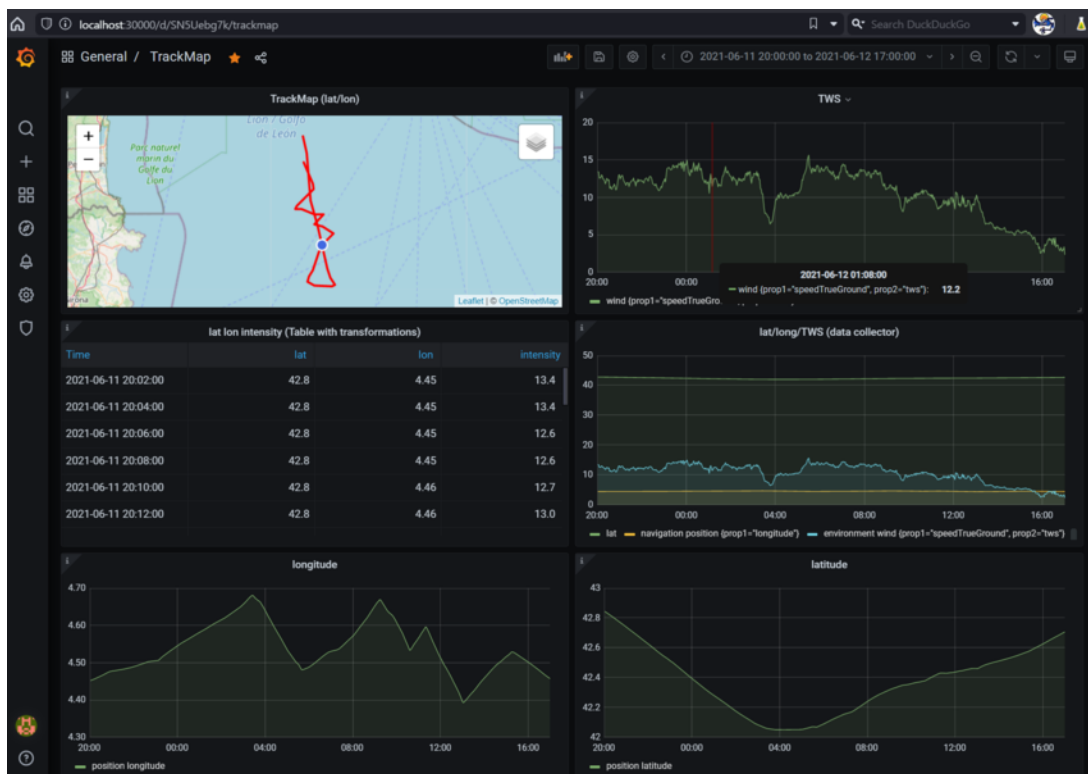 localhost:30000/d/SN5Uebg7k/trackmap
Search DuckDuckGo
General / TrackMap
2021-06-11 20:00:00 to 2021-06-12 17:00:00
TrackMap (lat/lon)
+
−
Lion / Golfa
de Leon
Parc naturel
marin du
Golfe du
Lion
Leaflet | © OpenStreetMap
TWS
20
15
10
5
0
20:00
00:00
16:00
2021-06-12 01:08:00
wind {prop1="speedTrueGround", prop2="tws"}: 12.2
wind {prop1="speedTrueGro
lat lon intensity (Table with transformations)
Time lat lon intensity
2021-06-11 20:02:00 42.8 4.45 13.4
2021-06-11 20:04:00 42.8 4.45 13.4
2021-06-11 20:06:00 42.8 4.45 12.6
2021-06-11 20:08:00 42.8 4.45 12.6
2021-06-11 20:10:00 42.8 4.46 12.7
2021-06-11 20:12:00 42.8 4.46 13.0
lat/long/TWS (data collector)
50
40
30
20
10
0
20:00 00:00 04:00 08:00 12:00 16:00
lat navigation position {prop1="longitude"} environment wind {prop1="speedTrueGround", prop2="tws"}
longitude
4.70
4.60
4.50
4.40
4.30
20:00 00:00 04:00 08:00 12:00 16:00
position longitude
latitude
43
42.8
42.6
42.4
42.2
42
20:00 00:00 04:00 08:00 12:00 16:00
position latitude